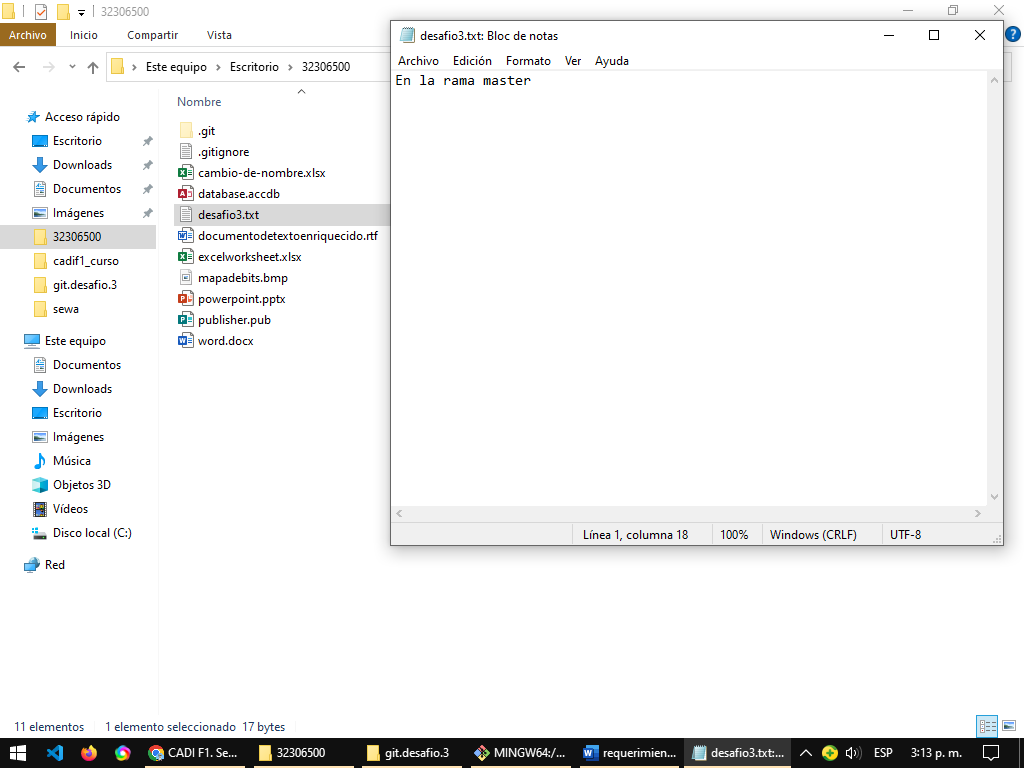 32306500
Archivo Inicio Compartir Vista
Este equipo Escritorio 32306500
Nombre
Acceso rápido
Escritorio
Downloads
Documentos
Imágenes
32306500
cadif1_curso
git.desafio.3
sewa
Este equipo
Documentos
Downloads
Escritorio
Imágenes
Música
Objetos 3D
Vídeos
Disco local (C:)
Red
.git
.gitignore
cambio-de-nombre.xlsx
database.accdb
desafio3.txt
documentodetextoenriquecido.rtf
excelworksheet.xlsx
mapadebits.bmp
powerpoint.pptx
publisher.pub
word.docx
desafio3.txt: Bloc de notas
Archivo Edición Formato Ver Ayuda
En la rama master
Línea 1, columna 18 100% Windows (CRLF) UTF-8
11 elementos 1 elemento seleccionado 17 bytes
CADI F1. Se... 32306500 git.desafio.3 MINGW64:/... requerimien... desafio3.txt:... ESP 3:13 p. m.